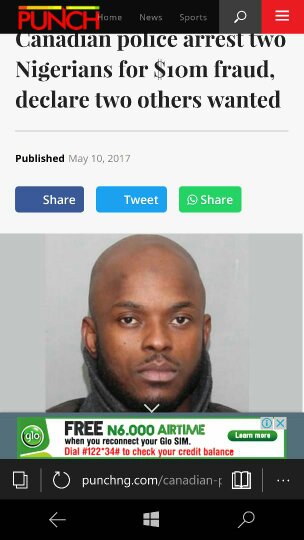 PUNCH
Home News Sports
Canadian police arrest two
Nigerians for $10m fraud,
declare two others wanted
Published May 10, 2017
Share Tweet Share
glo
FREE ₦6.000 AIRTIME
when you reconnect your Glo SIM.
Dial #122*34# to check your credit balance
Learn more
punchng.com/canadian-p